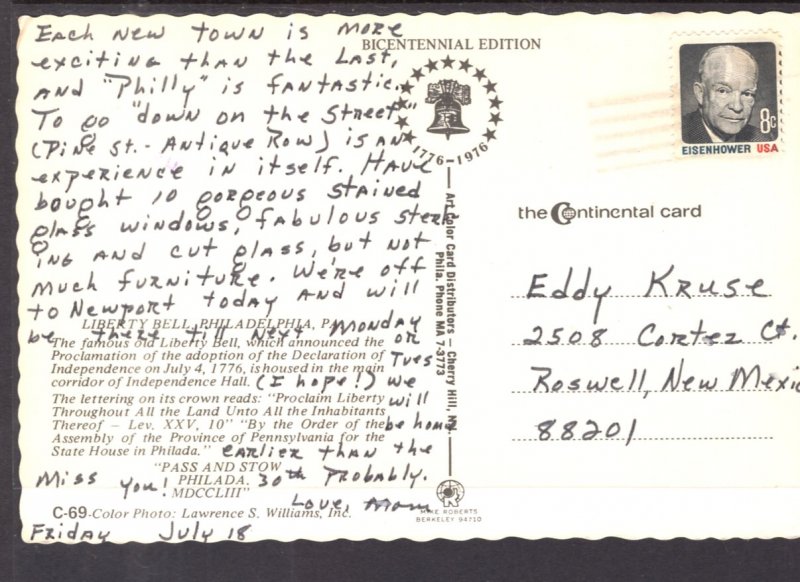 Each new town is more
exciting than the last,
and "Philly" is fantastic.
To go "down on the street"
(Pine St. - Antique Row) is an
experience in itself. Have
bought 10 gorgeous stained
glass windows, fabulous sterl-
ing and cut glass, but not
much furniture. We're off
to Newport today and will
be there til next Monday
or
Tues
(I hope!) we
will
be home
earlier than the
30th probably.
Miss you!
Love, Mom
Friday July 18
BICENTENNIAL EDITION
1776-1976
LIBERTY BELL, PHILADELPHIA, PA.
The famous old Liberty Bell, which announced the
Proclamation of the adoption of the Declaration of
Independence on July 4, 1776, is housed in the main
corridor of Independence Hall.
The lettering on its crown reads: "Proclaim Liberty
Throughout All the Land Unto All the Inhabitants
Thereof – Lev. XXV, 10" "By the Order of the
Assembly of the Province of Pennsylvania for the
State House in Philada."
"PASS AND STOW
PHILADA.
MDCCLIII"
C-69-Color Photo: Lawrence S. Williams, Inc.
Art Color Card Distributors – Cherry Hill, N.J.
Phila. Phone MA 7-3773
MIKE ROBERTS
BERKELEY 94710
8c
EISENHOWER USA
the Continental card
Eddy Kruse
2508 Cortez Ct.
Roswell, New Mexic
88201